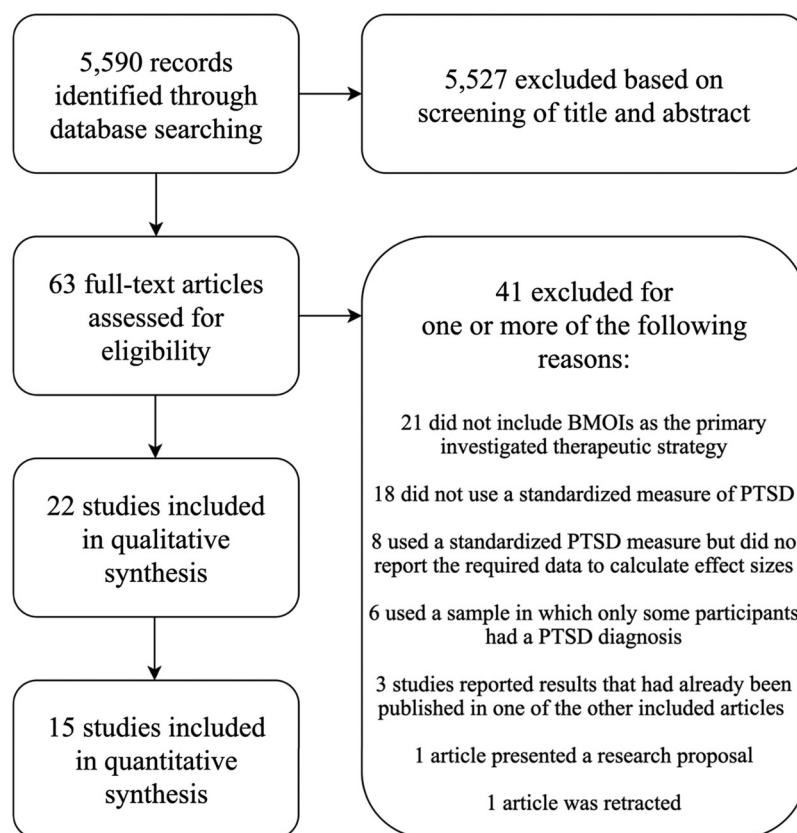 5,590 records
identified through
database searching
5,527 excluded based on
screening of title and abstract
63 full-text articles
assessed for
eligibility
41 excluded for
one or more of the following
reasons:
21 did not include BMOIs as the primary
investigated therapeutic strategy
18 did not use a standardized measure of PTSD
8 used a standardized PTSD measure but did no
report the required data to calculate effect sizes
6 used a sample in which only some participants
had a PTSD diagnosis
3 studies reported results that had already been
published in one of the other included articles
1 article presented a research proposal
1 article was retracted
22 studies included
in qualitative
synthesis
15 studies included
in quantitative
synthesis